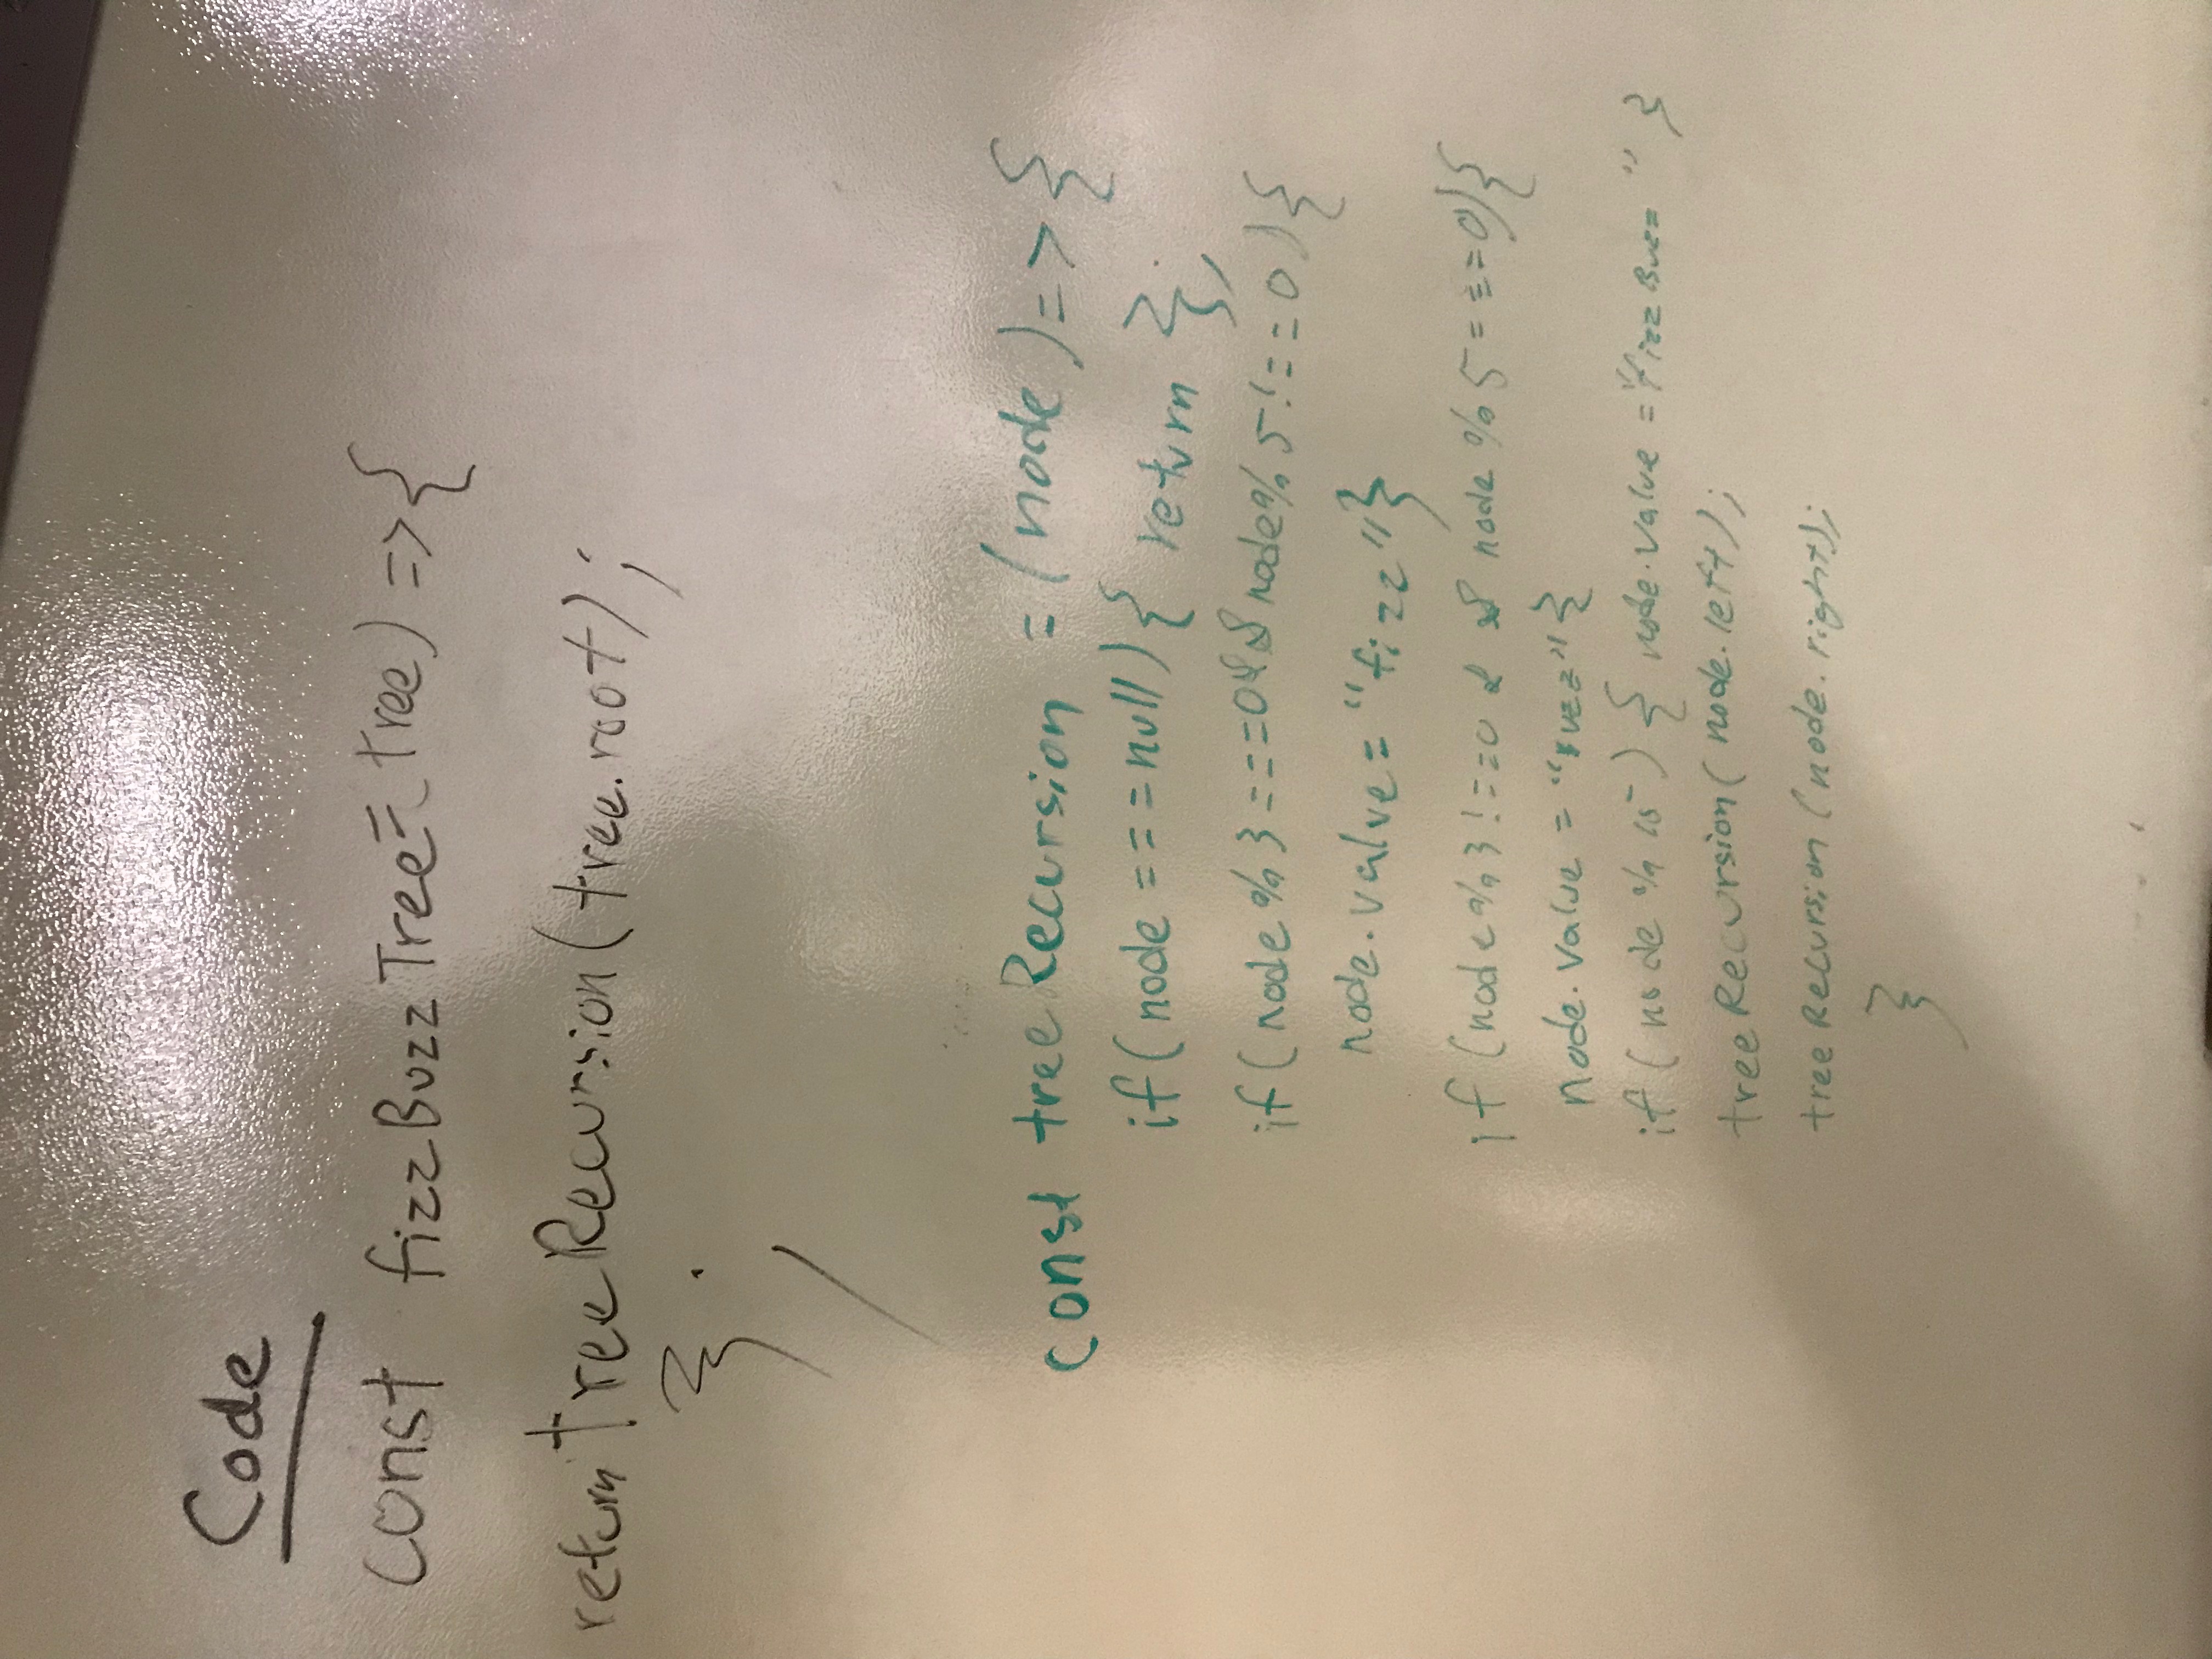 Code
const fizzBuzzTree = (tree) => {
return treeRecursion(tree.root);
};
const treeRecursion = (node) => {
if (node === null) { return };
if (node % 3 === 0 && node % 5 !== 0) {
node.value = "fizz" }
if (node % 3 !== 0 && node % 5 === 0) {
node.value = "Buzz" }
if (node % 15) { node.value = "fizzBuzz" }
treeRecursion(node.left);
treeRecursion(node.right);
}